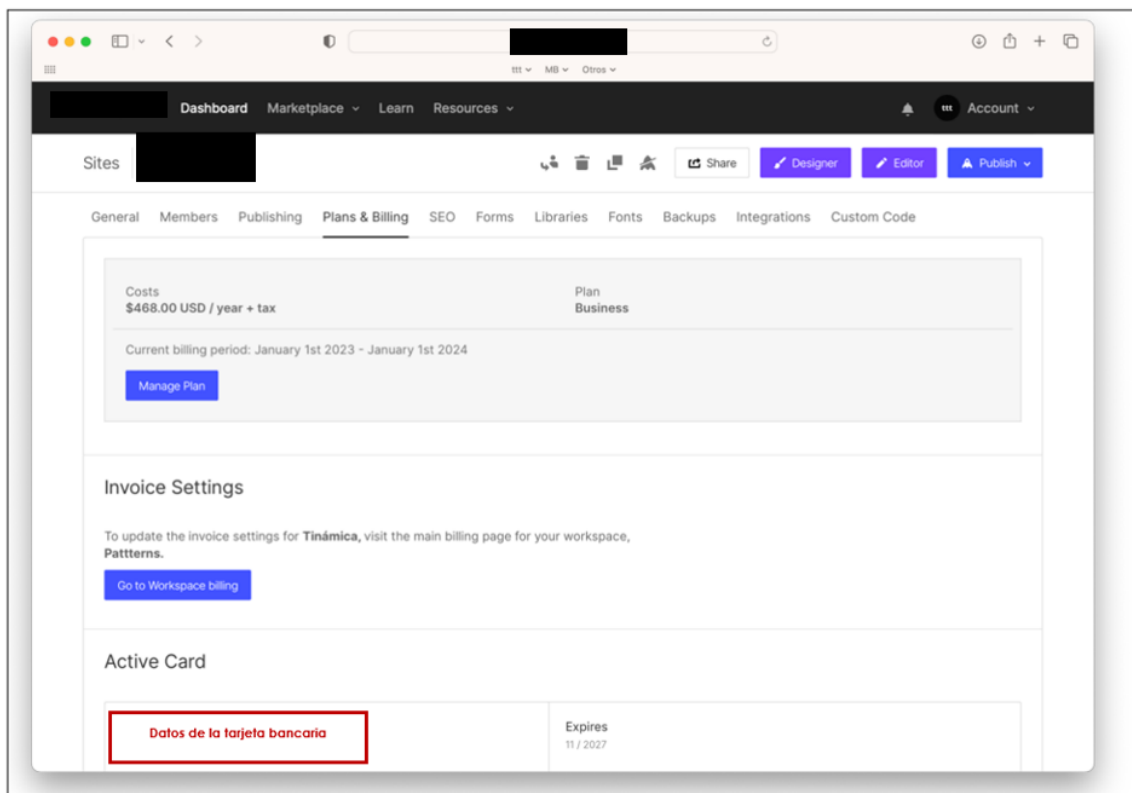 ttt MB Otros
Dashboard Marketplace Learn Resources ttt Account
Sites Share Designer Editor Publish
General Members Publishing Plans & Billing SEO Forms Libraries Fonts Backups Integrations Custom Code
Costs Plan
$468.00 USD / year + tax Business
Current billing period: January 1st 2023 - January 1st 2024
Manage Plan
Invoice Settings
To update the invoice settings for Tinámica, visit the main billing page for your workspace,
Pattterns.
Go to Workspace billing
Active Card
Datos de la tarjeta bancaria
Expires
11 / 2027